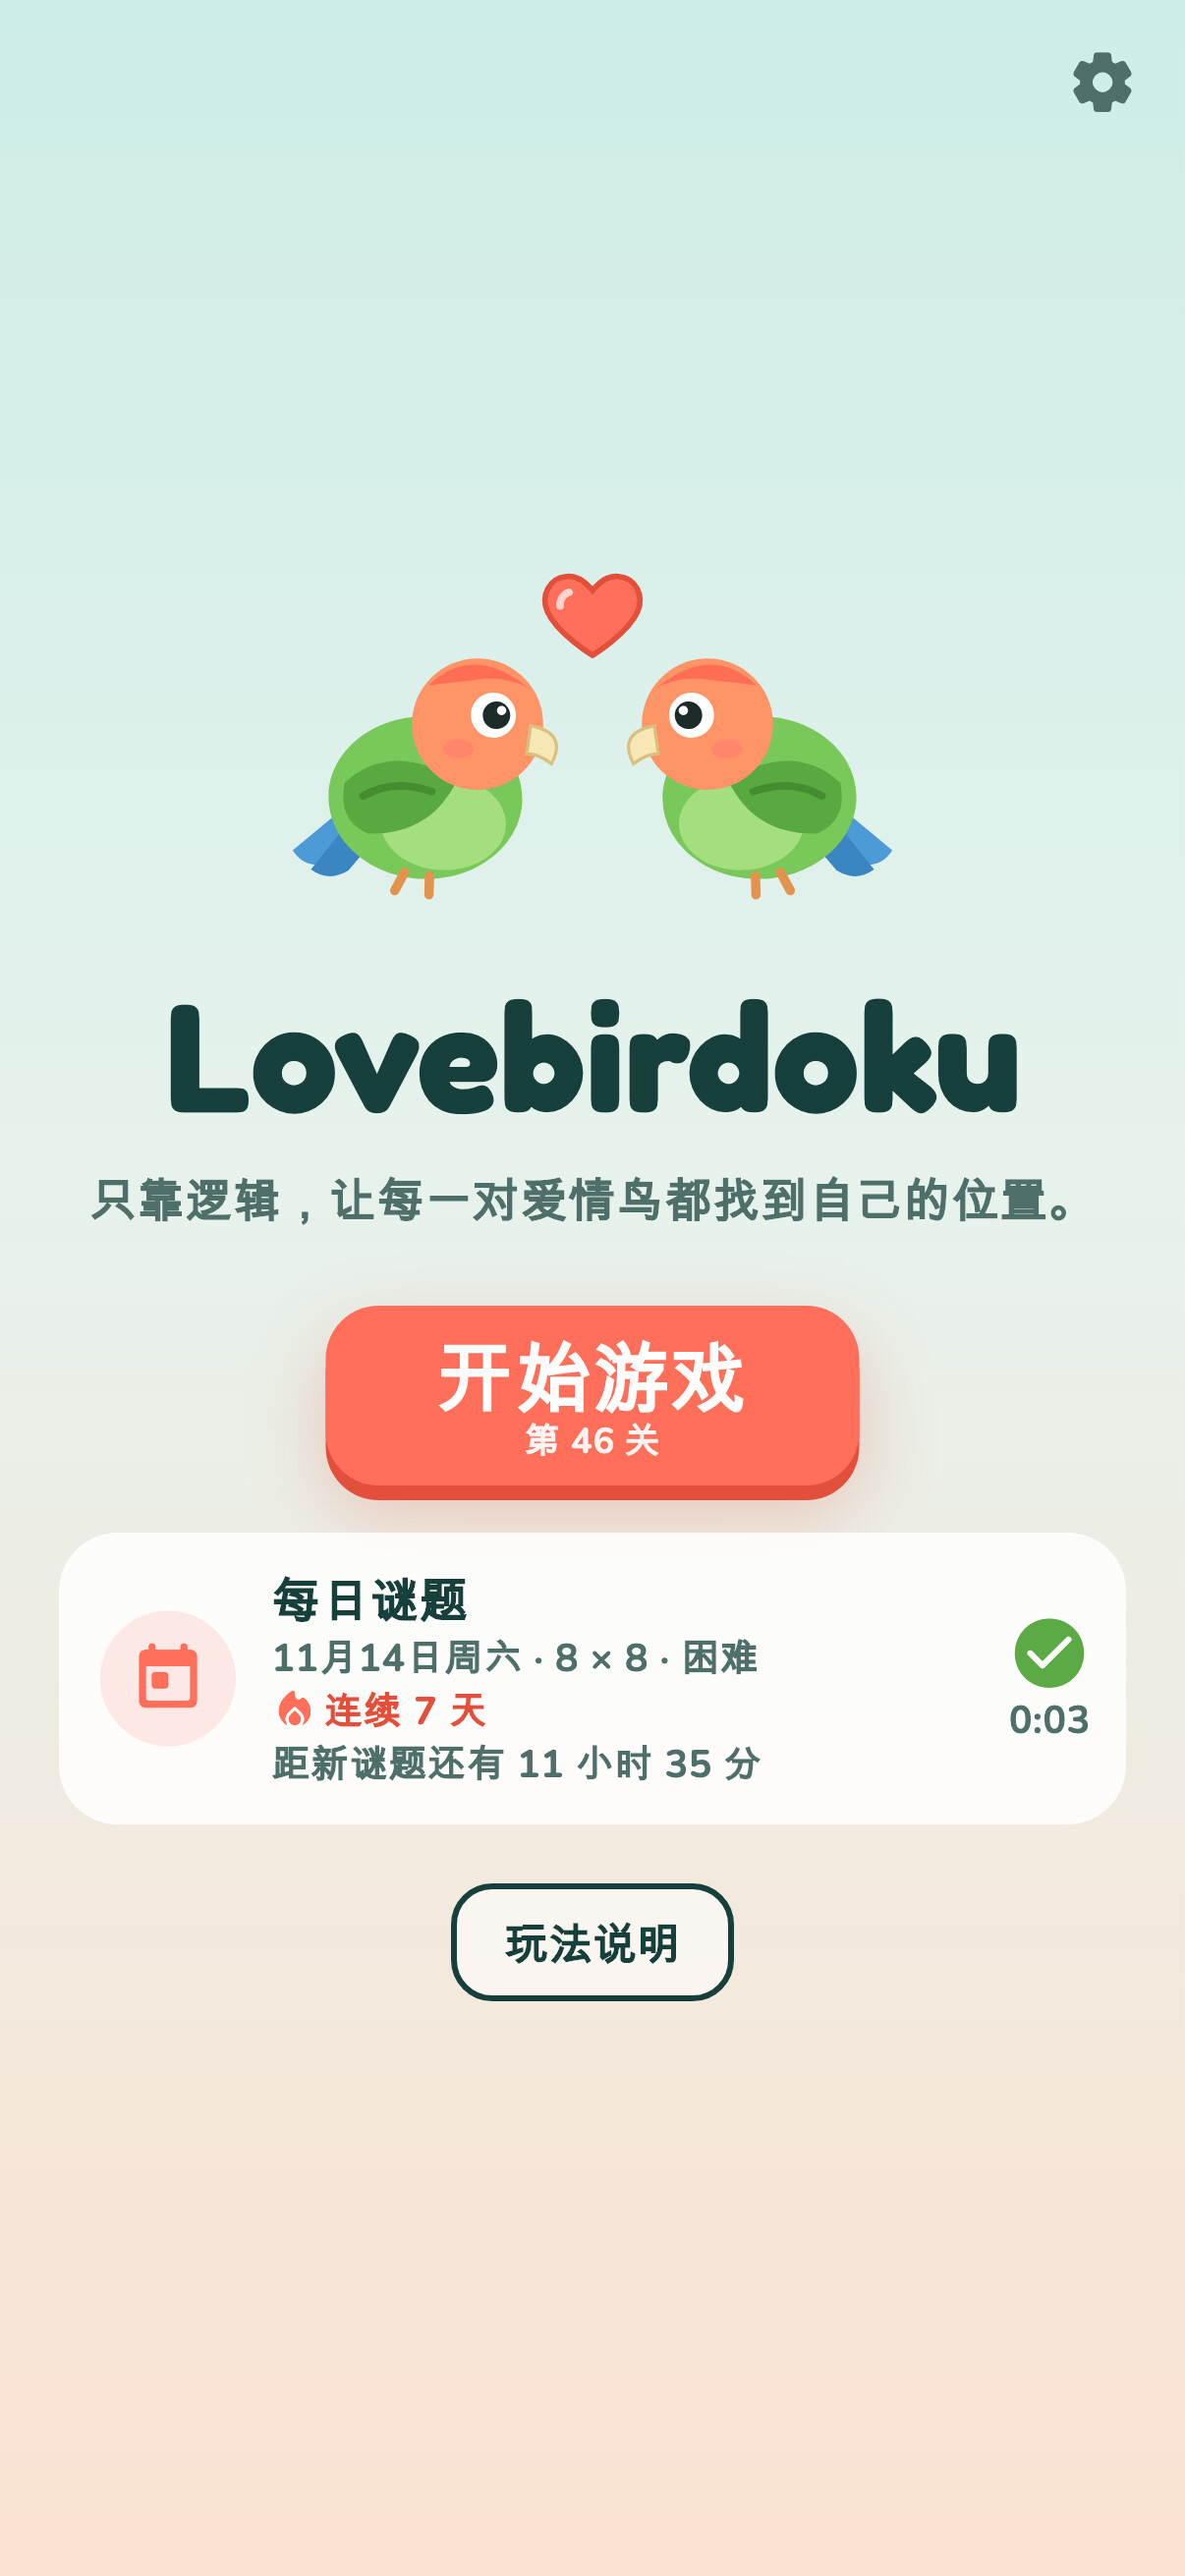 Lovebirdoku
只靠逻辑，让每一对爱情鸟都找到自己的位置。
开始游戏
第 46 关
每日谜题
11月14日周六 · 8 × 8 · 困难
连续 7 天
距新谜题还有 11 小时 35 分
0:03
玩法说明